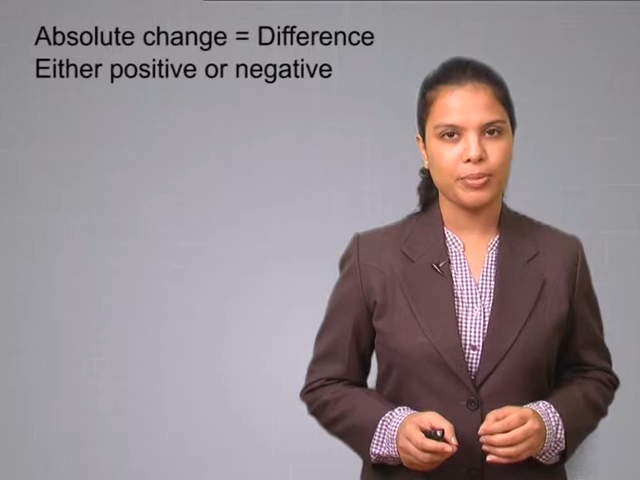 Absolute change = Difference
Either positive or negative